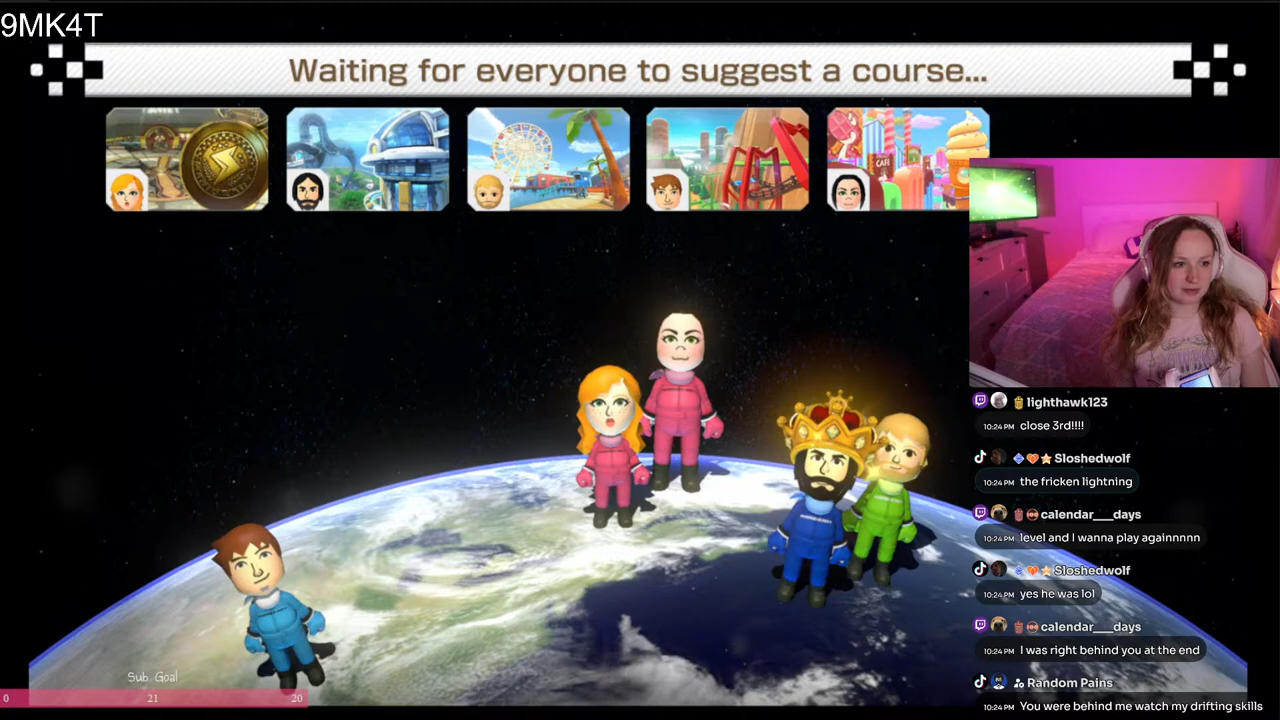 9MK4T
Waiting for everyone to suggest a course...
CAFE
lighthawk123
10:24 PM close 3rd!!!!
Sloshedwolf
10:24 PM the fricken lightning
calendar___days
10:24 PM level and I wanna play againnnnn
Sloshedwolf
10:24 PM yes he was lol
calendar___days
10:24 PM I was right behind you at the end
Random Pains
10:24 PM You were behind me watch my drifting skills
Sub Goal
0 21 20